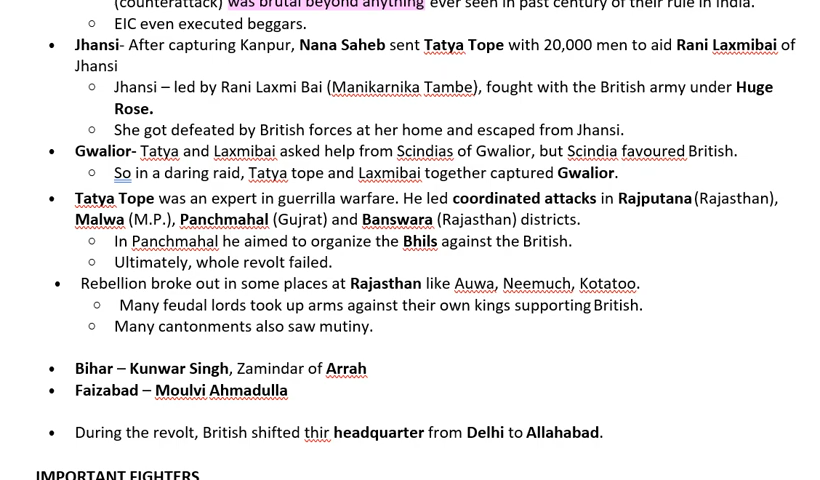 (counterattack) was brutal beyond anything ever seen in past century of their rule in India.
○ EIC even executed beggars.
• Jhansi- After capturing Kanpur, Nana Saheb sent Tatya Tope with 20,000 men to aid Rani Laxmibai of
Jhansi
○ Jhansi – led by Rani Laxmi Bai (Manikarnika Tambe), fought with the British army under Huge
Rose.
○ She got defeated by British forces at her home and escaped from Jhansi.
• Gwalior- Tatya and Laxmibai asked help from Scindias of Gwalior, but Scindia favoured British.
○ So in a daring raid, Tatya tope and Laxmibai together captured Gwalior.
• Tatya Tope was an expert in guerrilla warfare. He led coordinated attacks in Rajputana (Rajasthan),
Malwa (M.P.), Panchmahal (Gujrat) and Banswara (Rajasthan) districts.
○ In Panchmahal he aimed to organize the Bhils against the British.
○ Ultimately, whole revolt failed.
• Rebellion broke out in some places at Rajasthan like Auwa, Neemuch, Kotatoo.
○ Many feudal lords took up arms against their own kings supporting British.
○ Many cantonments also saw mutiny.
• Bihar – Kunwar Singh, Zamindar of Arrah
• Faizabad – Moulvi Ahmadulla
• During the revolt, British shifted thir headquarter from Delhi to Allahabad.
IMPORTANT FIGHTERS